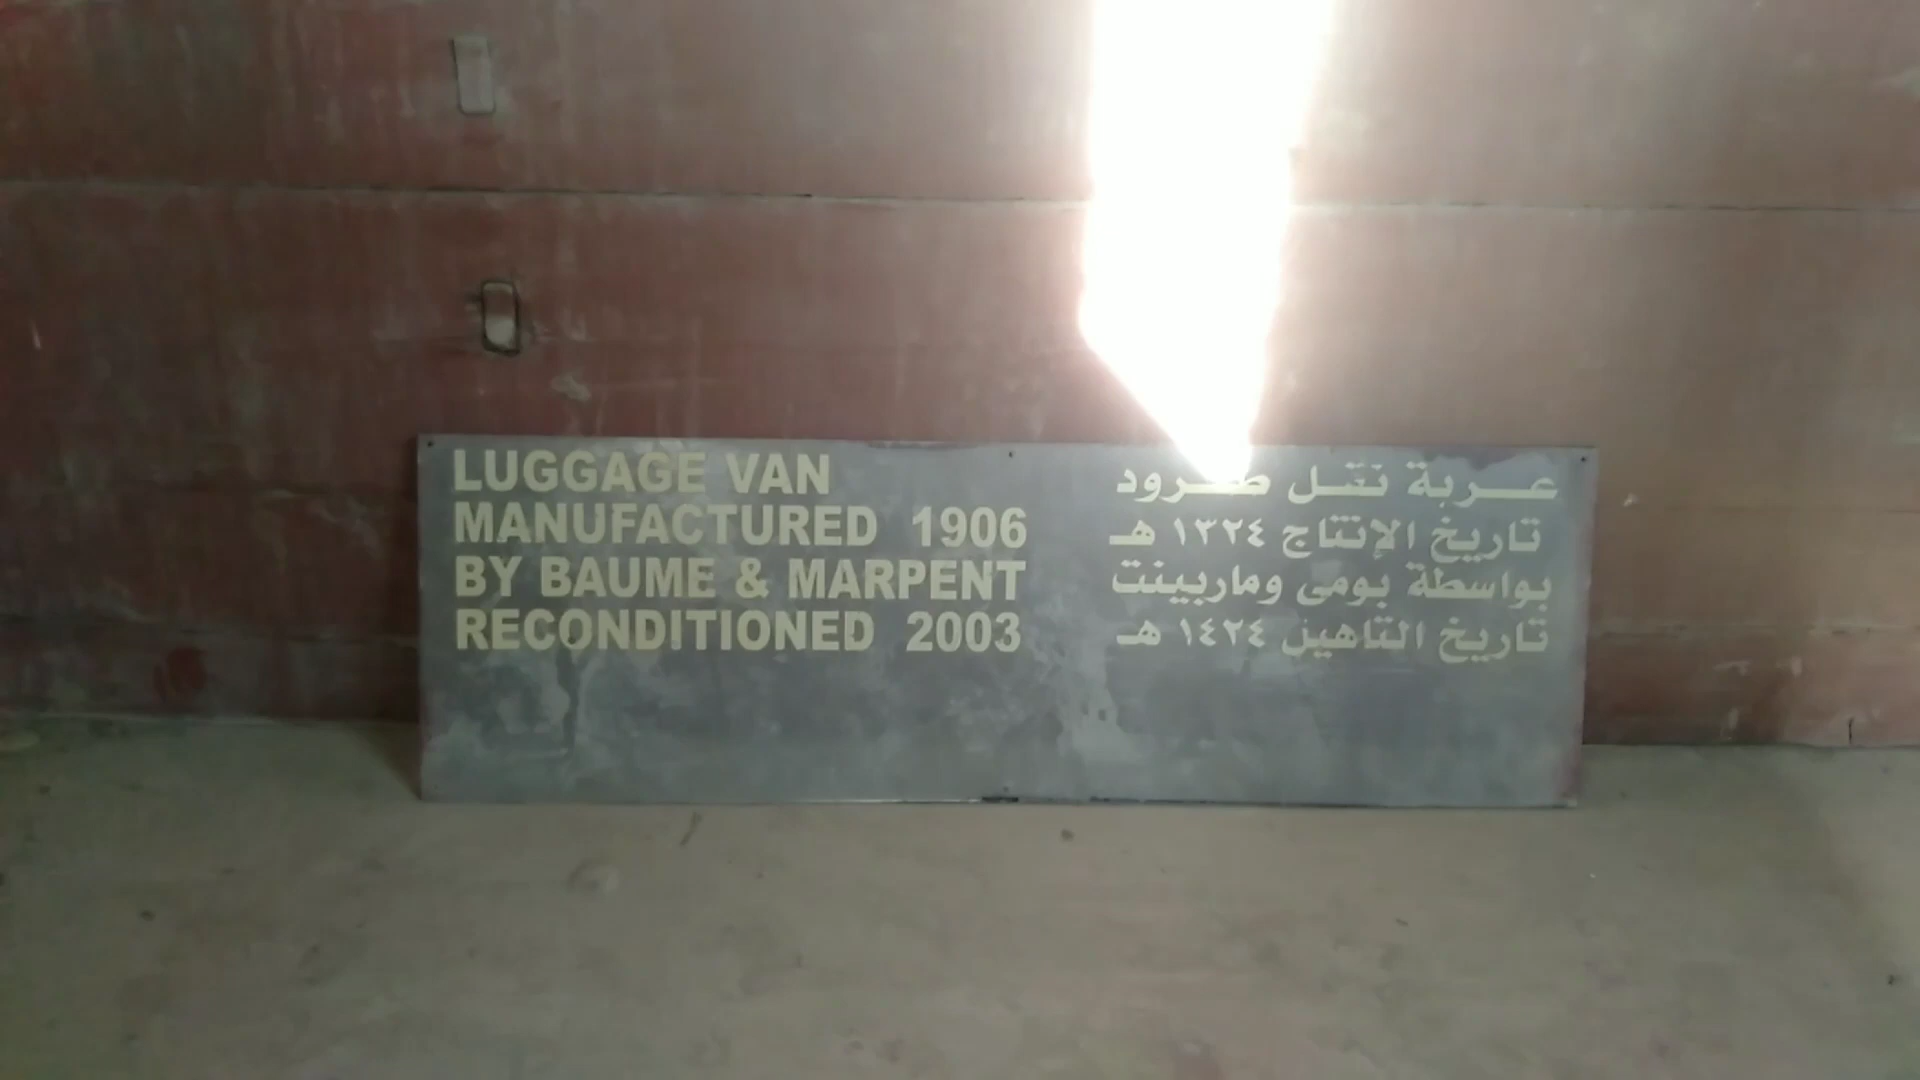 LUGGAGE VAN
MANUFACTURED 1906
BY BAUME & MARPENT
RECONDITIONED 2003
عربة نقل طرود
تاريخ الإنتاج ١٣٢٤ هـ
بواسطة بومى وماربينت
تاريخ التاهيل ١٤٢٤ هـ